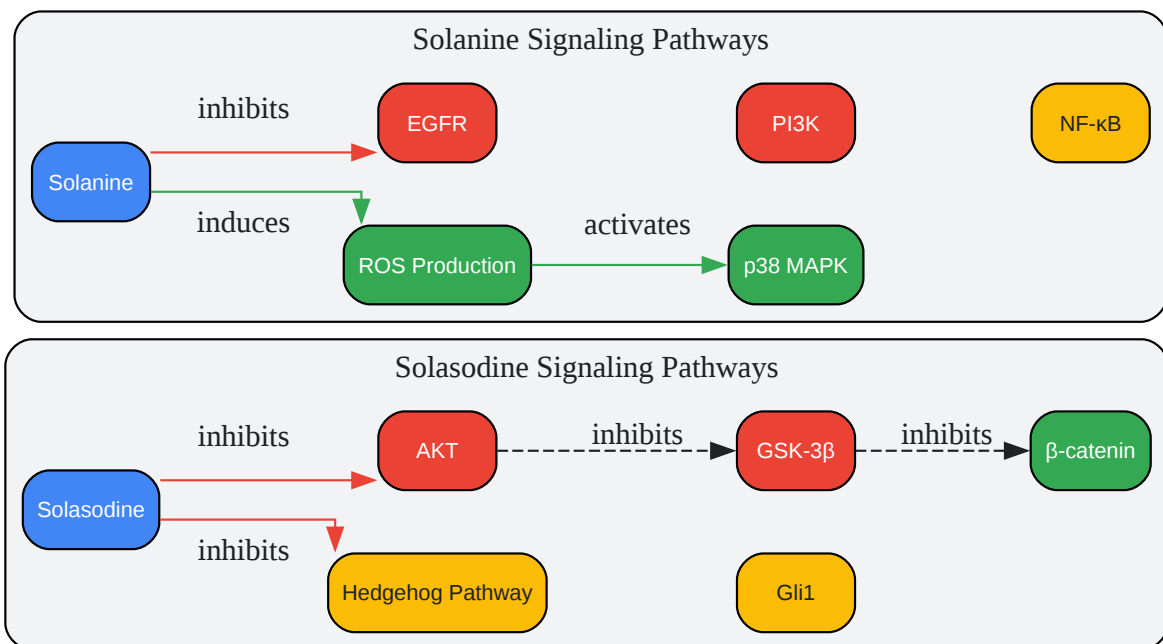 Solanine Signaling Pathways
inhibits
EGFR
PI3K
NF-κB
Solanine
induces
activates
ROS Production
p38 MAPK
Solasodine Signaling Pathways
inhibits
AKT
inhibits
GSK-3β
inhibits
β-catenin
Solasodine
inhibits
Hedgehog Pathway
Gli1